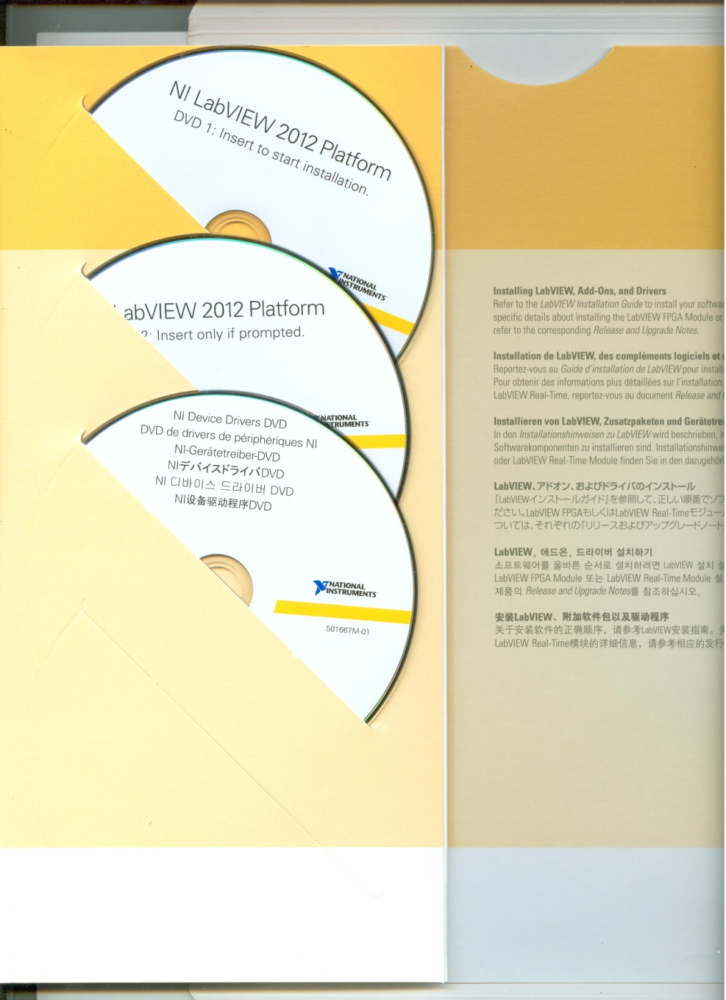 NI LabVIEW 2012 Platform
DVD 1: Insert to start installation.
NATIONAL
INSTRUMENTS
LabVIEW 2012 Platform
2: Insert only if prompted.
NATIONAL
STRUMENTS
NI Device Drivers DVD
DVD de drivers de périphériques NI
NI-Gerätetreiber-DVD
NIデバイスドライバDVD
NI 디바이스 드라이버 DVD
NI设备驱动程序DVD
NATIONAL
INSTRUMENTS
501667M-01
Installing LabVIEW, Add-Ons, and Drivers
Refer to the LabVIEW Installation Guide to install your softwar
specific details about installing the LabVIEW FPGA Module or
refer to the corresponding Release and Upgrade Notes.
Installation de LabVIEW, des compléments logiciels et
Reportez-vous au Guide d'installation de LabVIEW pour install
Pour obtenir des informations plus détaillées sur l'installation
LabVIEW Real-Time, reportez-vous au document Release and
Installieren von LabVIEW, Zusatzpaketen und Gerätetrei
In den Installationshinweisen zu LabVIEW wird beschrieben, i
Softwarekomponenten zu installieren sind. Installationshinwe
oder LabVIEW Real-Time Module finden Sie in den dazugehöri
LabVIEW、アドオン、およびドライバのインストール
『LabVIEWインストールガイド』を参照して、正しい順番でソフ
ださい。LabVIEW FPGAもしくはLabVIEW Real-Timeモジュー
ついては、それぞれの『リリースおよびアップグレードノート
LabVIEW, 애드온, 드라이버 설치하기
소프트웨어를 올바른 순서로 설치하려면 LabVIEW 설치 설
LabVIEW FPGA Module 또는 LabVIEW Real-Time Module 설
제품의 Release and Upgrade Notes를 참조하십시오.
安装LabVIEW、附加软件包以及驱动程序
关于安装软件的正确顺序，请参考LabVIEW安装指南。关
LabVIEW Real-Time模块的详细信息，请参考相应的发行